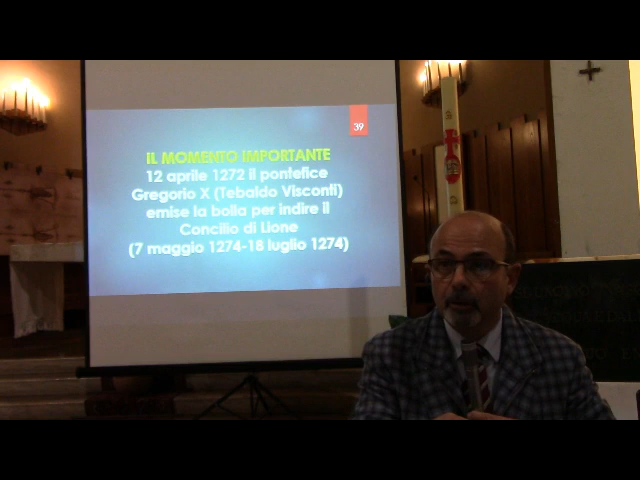 39
IL MOMENTO IMPORTANTE
12 aprile 1272 il pontefice
Gregorio X (Tebaldo Visconti)
emise la bolla per indire il
Concilio di Lione
(7 maggio 1274-18 luglio 1274)